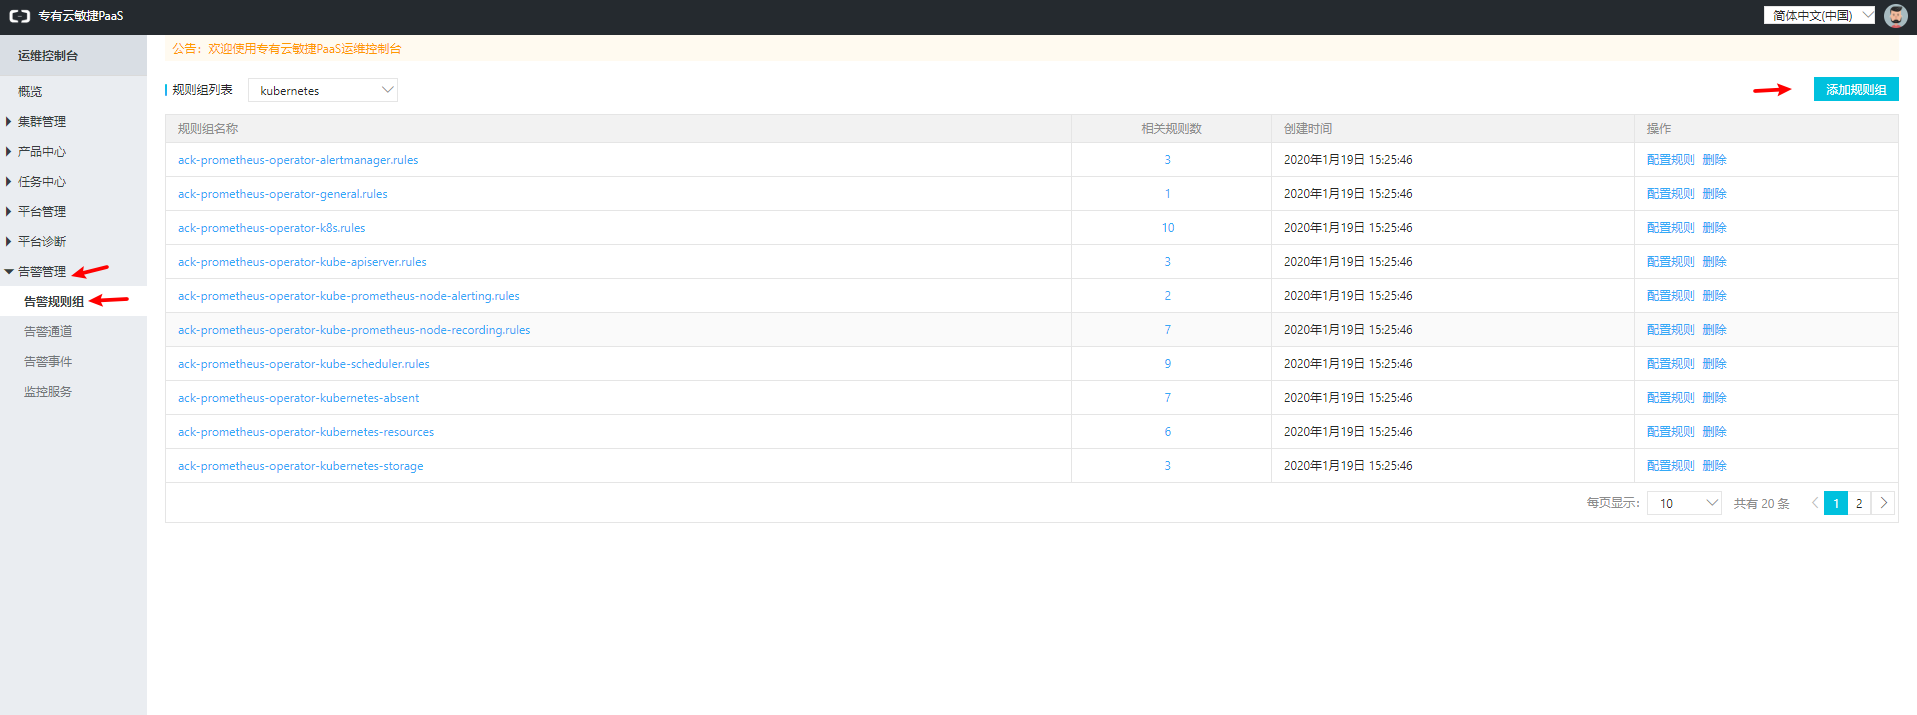 专有云敏捷PaaS
简体中文(中国)
运维控制台
概览
集群管理
产品中心
任务中心
平台管理
平台诊断
告警管理
告警规则组
告警通道
告警事件
监控服务
公告：欢迎使用专有云敏捷PaaS运维控制台
规则组列表 kubernetes 添加规则组
规则组名称 相关规则数 创建时间 操作
ack-prometheus-operator-alertmanager.rules 3 2020年1月19日 15:25:46 配置规则 删除
ack-prometheus-operator-general.rules 1 2020年1月19日 15:25:46 配置规则 删除
ack-prometheus-operator-k8s.rules 10 2020年1月19日 15:25:46 配置规则 删除
ack-prometheus-operator-kube-apiserver.rules 3 2020年1月19日 15:25:46 配置规则 删除
ack-prometheus-operator-kube-prometheus-node-alerting.rules 2 2020年1月19日 15:25:46 配置规则 删除
ack-prometheus-operator-kube-prometheus-node-recording.rules 7 2020年1月19日 15:25:46 配置规则 删除
ack-prometheus-operator-kube-scheduler.rules 9 2020年1月19日 15:25:46 配置规则 删除
ack-prometheus-operator-kubernetes-absent 7 2020年1月19日 15:25:46 配置规则 删除
ack-prometheus-operator-kubernetes-resources 6 2020年1月19日 15:25:46 配置规则 删除
ack-prometheus-operator-kubernetes-storage 3 2020年1月19日 15:25:46 配置规则 删除
每页显示： 10 共有 20 条 1 2